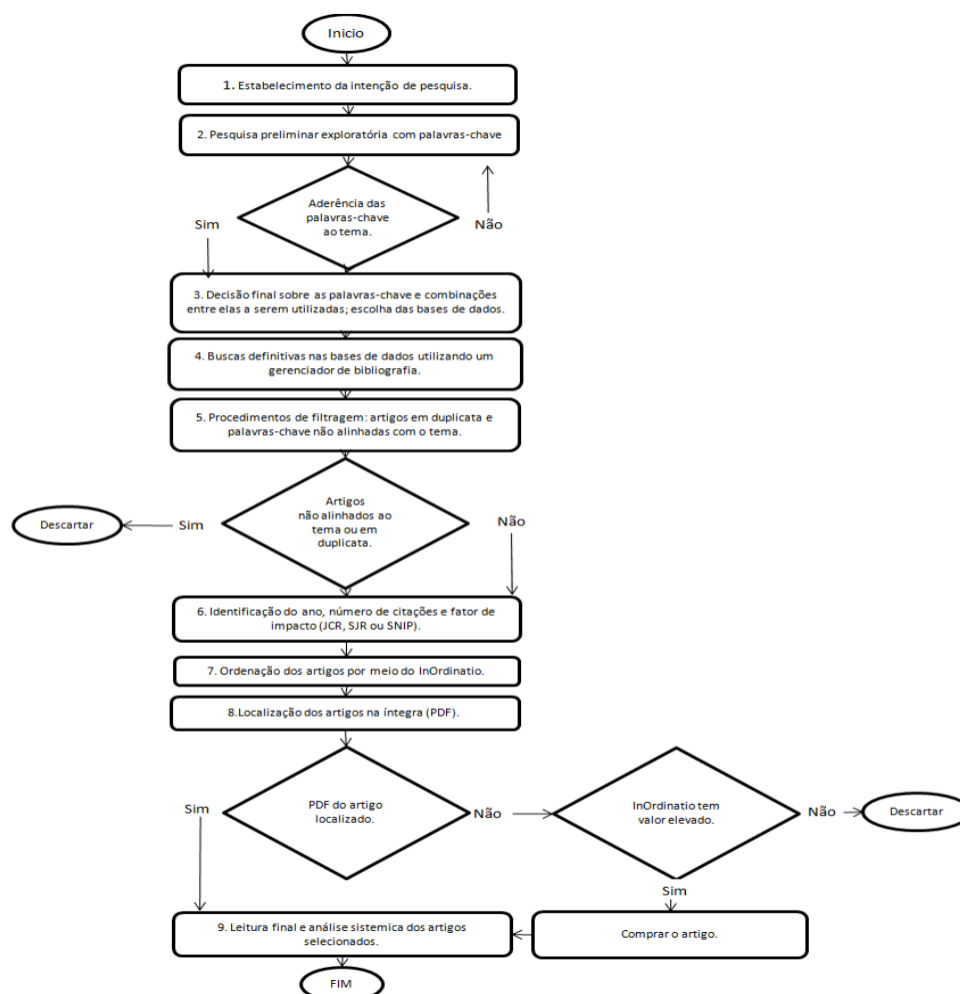 Inicio
1. Estabelecimento da intenção de pesquisa.
2. Pesquisa preliminar exploratória com palavras-chave
Aderência das
palavras-chave
ao tema.
Sim
Não
3. Decisão final sobre as palavras-chave e combinações
entre elas a serem utilizadas; escolha das bases de dados.
4. Buscas definitivas nas bases de dados utilizando um
gerenciador de bibliografia.
5. Procedimentos de filtragem: artigos em duplicata e
palavras-chave não alinhadas com o tema.
Artigos
não alinhados ao
tema ou em
duplicata.
Descartar
Sim
Não
6. Identificação do ano, número de citações e fator de
impacto (JCR, SJR ou SNIP).
7. Ordenação dos artigos por meio do InOrdinatio.
8.Localização dos artigos na íntegra (PDF).
PDF do artigo
localizado.
Sim
Não
InOrdinatio tem
valor elevado.
Não
Descartar
Sim
9. Leitura final e análise sistemica dos artigos
selecionados.
Comprar o artigo.
FIM